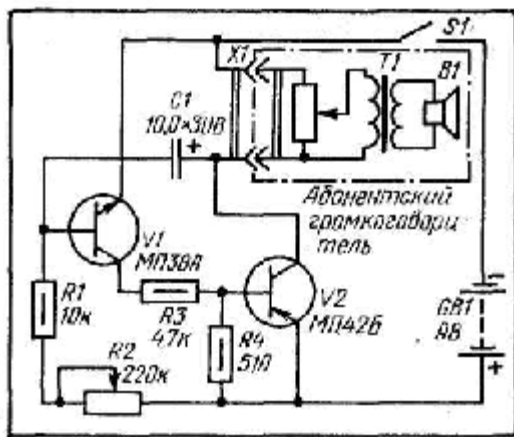 S1
X1
T1
B1
C1
10,0×30В
+
Абонентский
громкоговори
тель
V1
МП38А
V2
МП42Б
R1
10к
R3
47к
R4
510
R2
220к
−
GB1
+